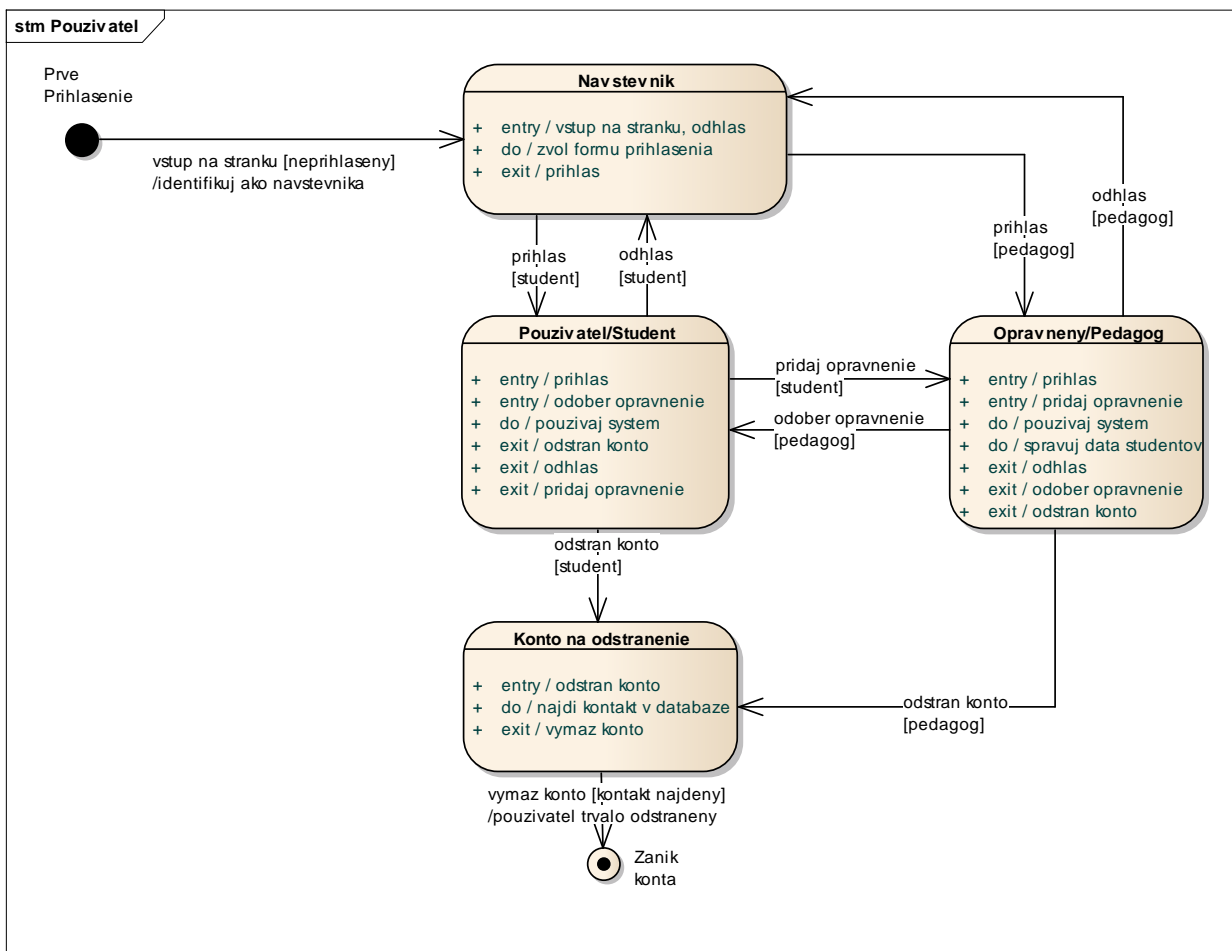 stm Pouzivatel
Prve
Prihlasenie
Navstevnik
+ entry / vstup na stranku, odhlas
+ do / zvol formu prihlasenia
+ exit / prihlas
vstup na stranku [neprihlaseny]
/identifikuj ako navstevnika
odhlas
[pedagog]
prihlas
[pedagog]
prihlas
[student]
odhlas
[student]
Pouzivatel/Student
+ entry / prihlas
+ entry / odober opravnenie
+ do / pouzivaj system
+ exit / odstran konto
+ exit / odhlas
+ exit / pridaj opravnenie
pridaj opravnenie
[student]
odober opravnenie
[pedagog]
Opravneny/Pedagog
+ entry / prihlas
+ entry / pridaj opravnenie
+ do / pouzivaj system
+ do / spravuj data studentov
+ exit / odhlas
+ exit / odober opravnenie
+ exit / odstran konto
odstran konto
[student]
Konto na odstranenie
+ entry / odstran konto
+ do / najdi kontakt v databaze
+ exit / vymaz konto
odstran konto
[pedagog]
vymaz konto [kontakt najdeny]
/pouzivatel trvalo odstraneny
Zanik
konta